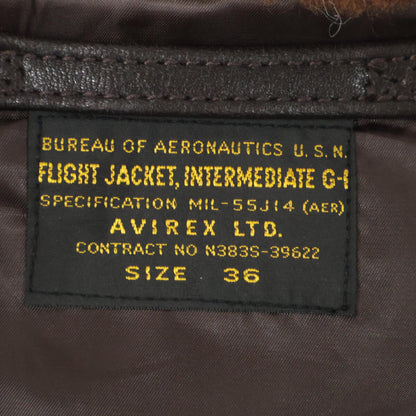 BUREAU OF AERONAUTICS U.S.N.
FLIGHT JACKET, INTERMEDIATE G-1
SPECIFICATION MIL-55J14 (AER)
AVIREX LTD.
CONTRACT NO N383S-39622
SIZE 36